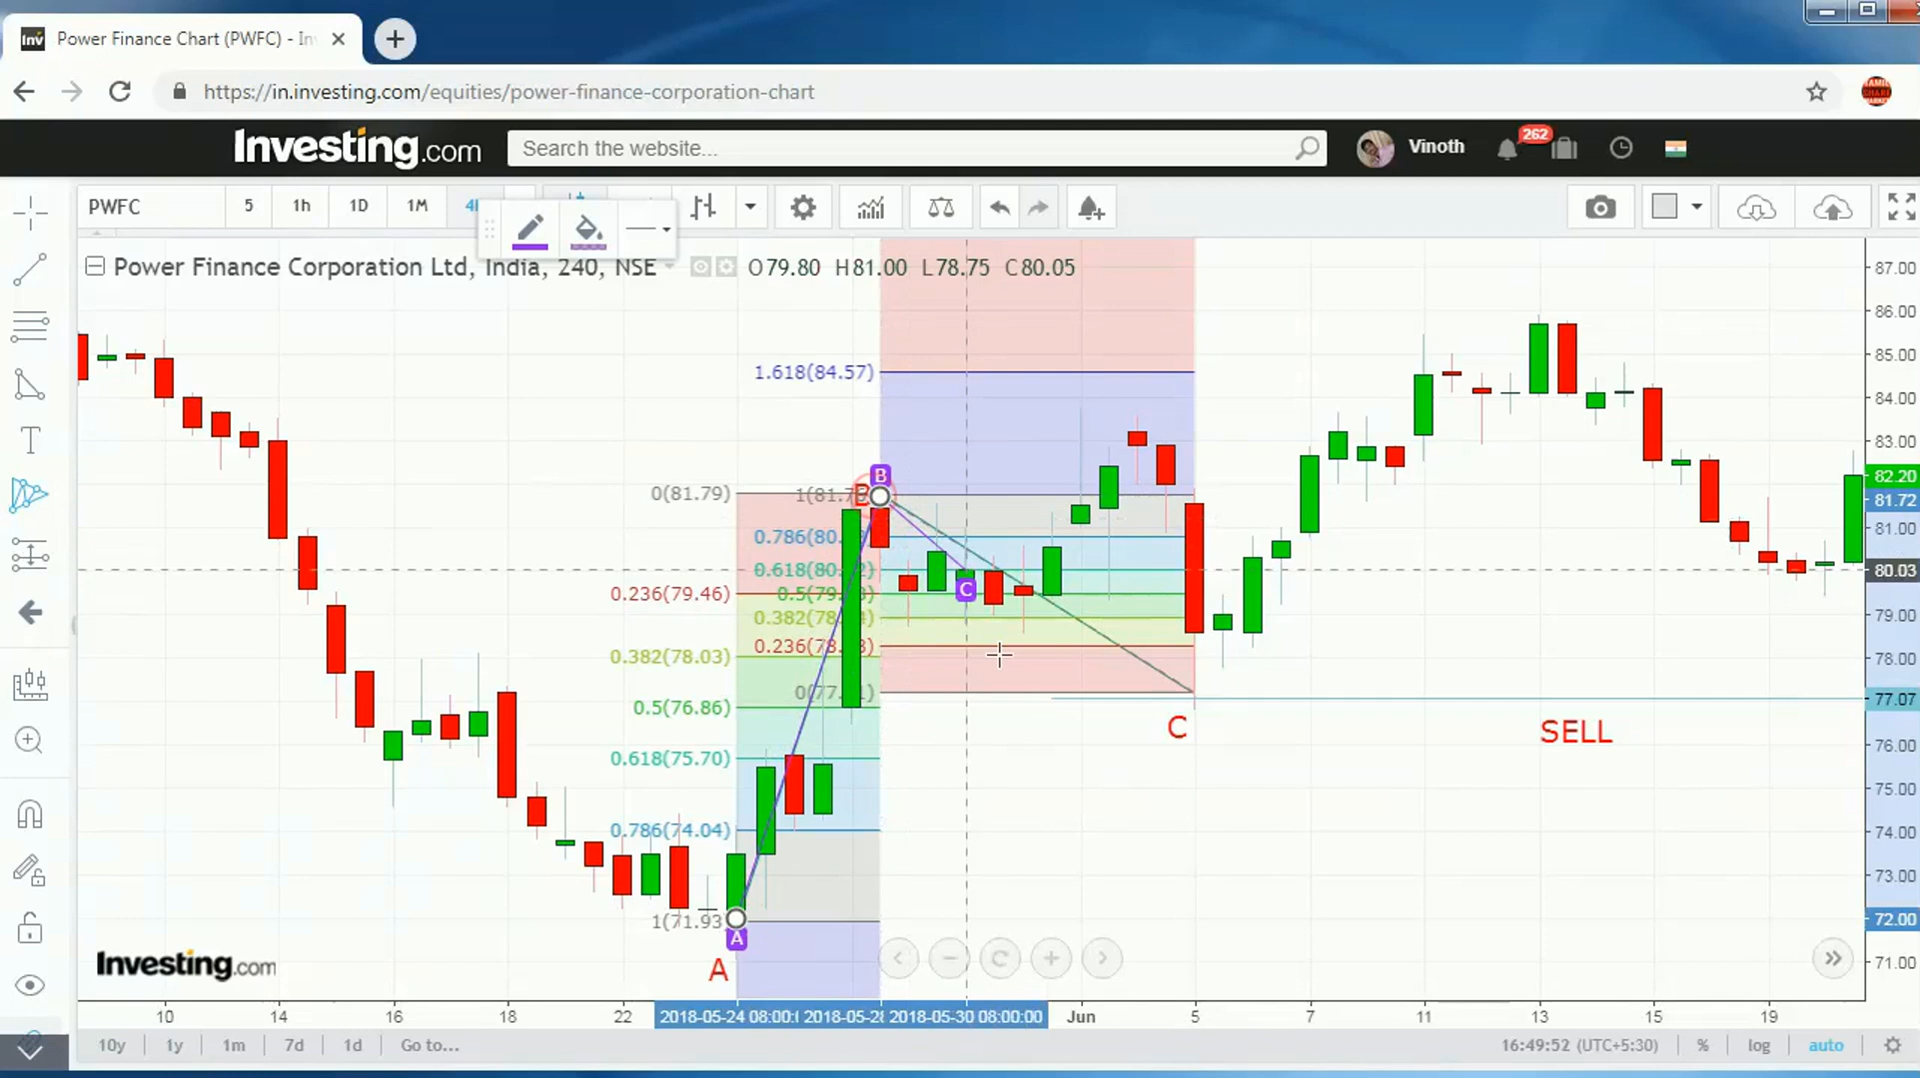 Inv Power Finance Chart (PWFC) - In
https://in.investing.com/equities/power-finance-corporation-chart
Investing.com Search the website... Vinoth 262
PWFC 5 1h 1D 1M
Power Finance Corporation Ltd, India, 240, NSE O79.80 H81.00 L78.75 C80.05
87.00
86.00
85.00
84.00
83.00
82.20
81.72
81.00
80.03
79.00
78.00
77.07
76.00
75.00
74.00
73.00
72.00
71.00
1.618(84.57)
0(81.79)
B
B
0.236(79.46)
0.382(78.03)
0.5(76.86)
0.618(75.70)
0.786(74.04)
1(71.93)
C
C
SELL
A
A
Investing.com
10 14 16 18 22 2018-05-24 08:00:0 2018-05-28 2018-05-30 08:00:00 Jun 5 7 11 13 15 19
10y 1y 1m 7d 1d Go to... 16:49:52 (UTC+5:30) % log auto